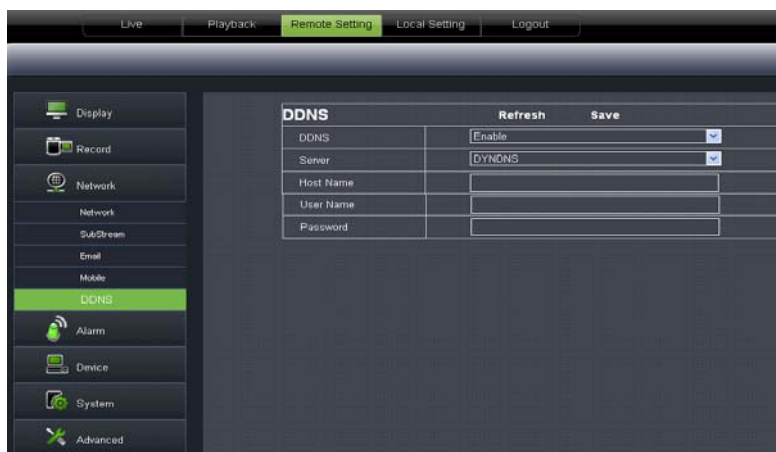 Live Playback Remote Setting Local Setting Logout
Display
Record
Network
Network
SubStream
Email
Mobile
DDNS
Alarm
Device
System
Advanced
DDNS Refresh Save
DDNS Enable
Server DYNDNS
Host Name
User Name
Password